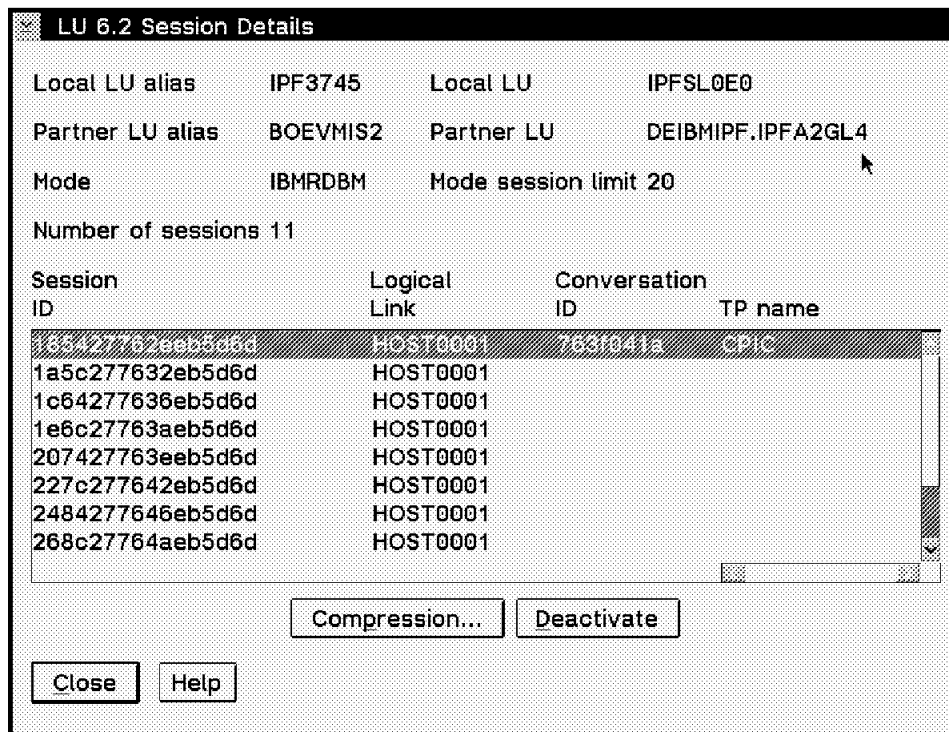 LU 6.2 Session Details
Local LU alias IPF3745 Local LU IPFSL0E0
Partner LU alias BOEVMIS2 Partner LU DEIBMIPF.IPFA2GL4
Mode IBMRDBM Mode session limit 20
Number of sessions 11
Session Logical Conversation
ID Link ID TP name
185427762eeb5d6d HOST0001 763f041a CPIC
1a5c277632eb5d6d HOST0001
1c64277636eb5d6d HOST0001
1e6c27763aeb5d6d HOST0001
207427763eeb5d6d HOST0001
227c277642eb5d6d HOST0001
2484277646eb5d6d HOST0001
268c27764aeb5d6d HOST0001
Compression... Deactivate
Close Help